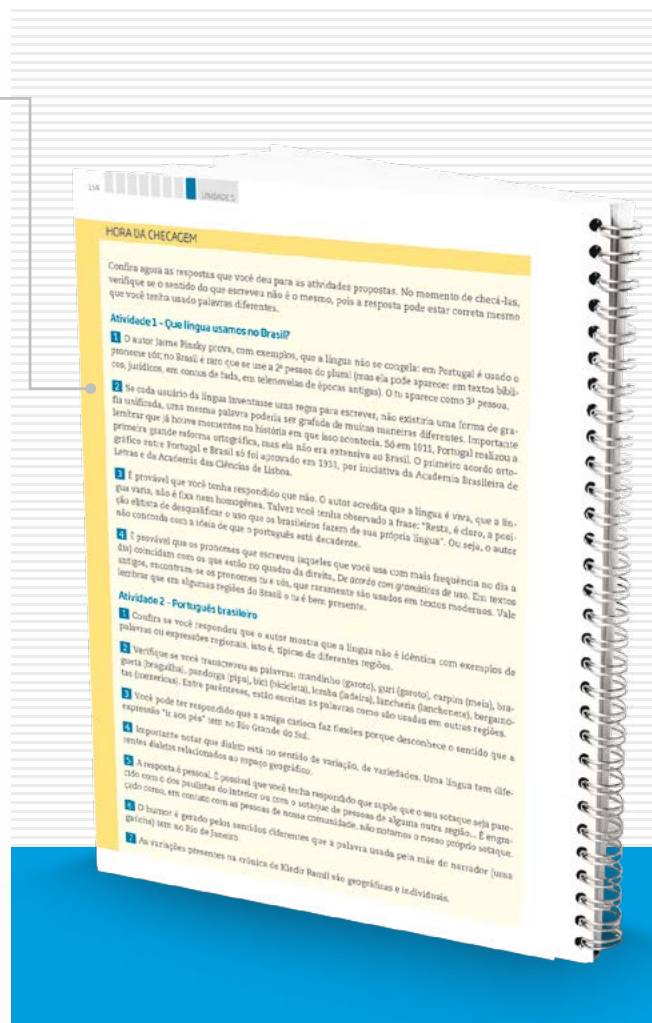 154
UNIDADE 5
HORA DA CHECAGEM
Confira agora as respostas que você deu para as atividades propostas. No momento de checá-las,
verifique se o sentido do que escreveu não é o mesmo, pois a resposta pode estar correta mesmo
que você tenha usado palavras diferentes.
Atividade 1 - Que língua usamos no Brasil?
1 O autor Jaime Pinsky prova, com exemplos, que a língua não se congela: em Portugal é usado o
pronome vós; no Brasil é raro que se use a 2ª pessoa do plural (mas ela pode aparecer: em textos bíbli-
cos, jurídicos, em contos de fada, em telenovelas de épocas antigas). O tu aparece como 3ª pessoa.
2 Se cada usuário da língua inventasse uma regra para escrever, não existiria uma forma de gra-
fia unificada, uma mesma palavra poderia ser grafada de muitas maneiras diferentes. Importante
lembrar que já houve momentos na história em que isso acontecia. Só em 1911, Portugal realizou a
primeira grande reforma ortográfica, mas ela não era extensiva ao Brasil. O primeiro acordo orto-
gráfico entre Portugal e Brasil só foi aprovado em 1931, por iniciativa da Academia Brasileira de
Letras e da Academia das Ciências de Lisboa.
3 É provável que você tenha respondido que não. O autor acredita que a língua é viva, que a lín-
gua varia, não é fixa nem homogênea. Talvez você tenha observado a frase: "Resta, é claro, a posi-
ção elitista de desqualificar o uso que os brasileiros fazem de sua própria língua". Ou seja, o autor
não concorda com a ideia de que o português está decadente.
4 É provável que os pronomes que escreveu (aqueles que você usa com mais frequência no dia a
dia) coincidam com os que estão no quadro da direita, De acordo com gramáticas de uso. Em textos
antigos, encontram-se os pronomes tu e vós, que raramente são usados em textos modernos. Vale
lembrar que em algumas regiões do Brasil o tu é bem presente.
Atividade 2 - Português brasileiro
1 Confira se você respondeu que o autor mostra que a língua não é idêntica com exemplos de
palavras ou expressões regionais, isto é, típicas de diferentes regiões.
2 Verifique se você transcreveu as palavras: mandinho (garoto), guri (garoto), carpim (meia), bra-
gueta (braguilha), pandorga (pipa), bici (bicicleta), lomba (ladeira), lancheria (lanchonete), bergamo-
tas (mexericas). Entre parênteses, estão escritas as palavras como são usadas em outras regiões.
3 Você pode ter respondido que a amiga carioca faz flexões porque desconhece o sentido que a
expressão "ir aos pés" tem no Rio Grande do Sul.
4 Importante notar que dialeto está no sentido de variação, de variedades. Uma língua tem dife-
rentes dialetos relacionados ao espaço geográfico.
5 A resposta é pessoal. É possível que você tenha respondido que supõe que o seu sotaque seja pare-
cido com o dos paulistas do interior ou com o sotaque de pessoas de alguma outra região... É engra-
çado como, em contato com as pessoas de nossa comunidade, não notamos o nosso próprio sotaque.
6 O humor é gerado pelos sentidos diferentes que a palavra usada pela mãe do narrador (uma
gaúcha) tem no Rio de Janeiro.
7 As variações presentes na crônica de Kledir Ramil são geográficas e individuais.